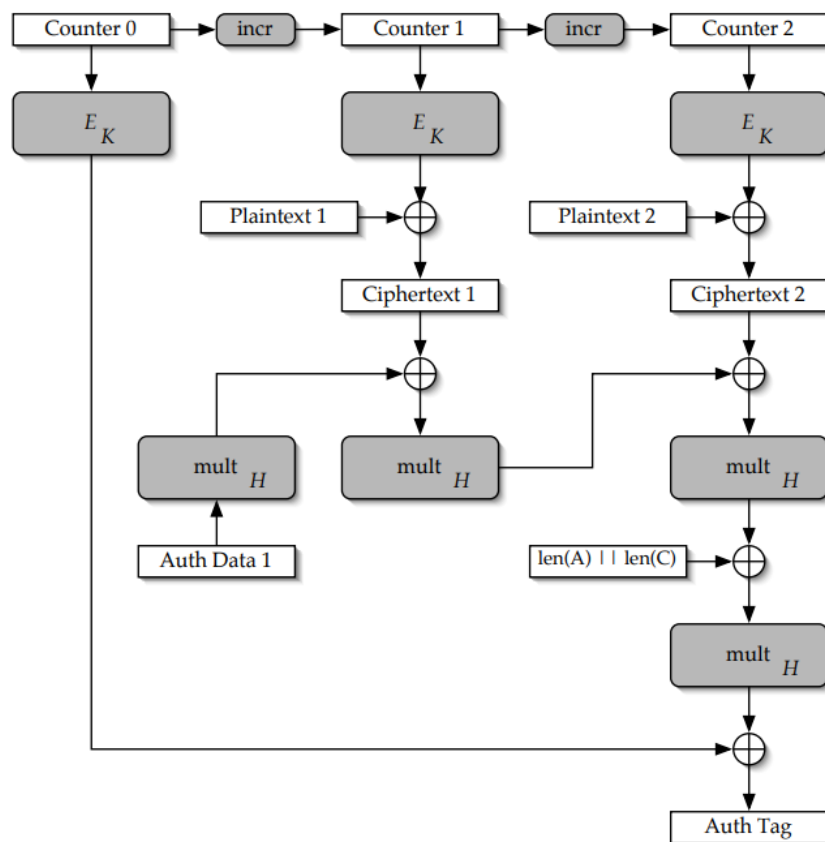 Counter 0
incr
Counter 1
incr
Counter 2
E K
E K
E K
Plaintext 1
Plaintext 2
Ciphertext 1
Ciphertext 2
mult H
mult H
mult H
Auth Data 1
len(A) | | len(C)
mult H
Auth Tag